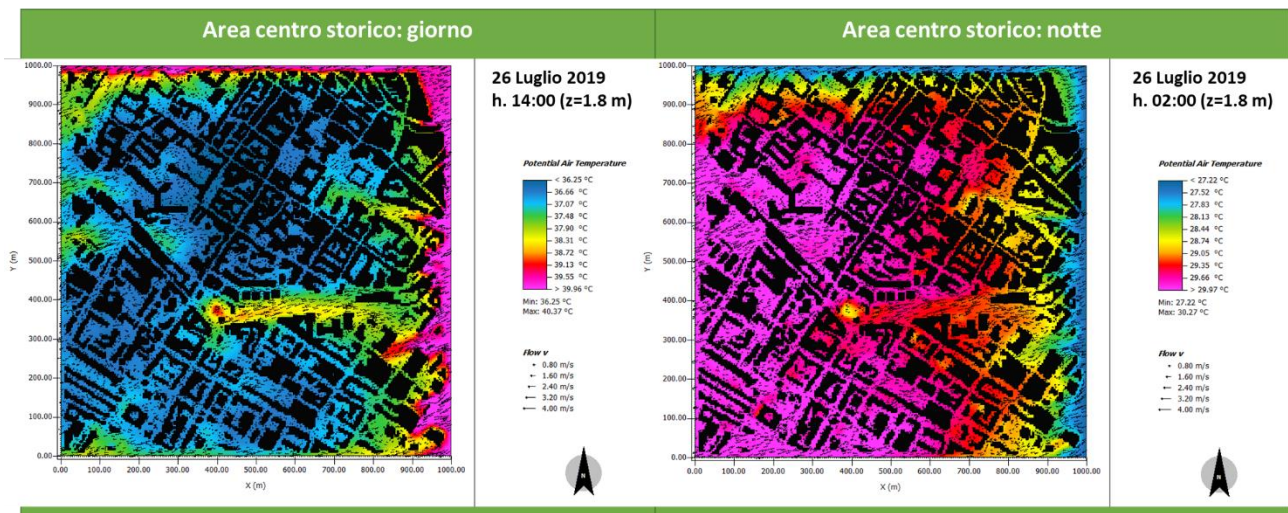 Area centro storico: giorno
Area centro storico: notte
1000.00
900.00
800.00
700.00
600.00
500.00
400.00
300.00
200.00
100.00
0.00
Y (m)
0.00 100.00 200.00 300.00 400.00 500.00 600.00 700.00 800.00 900.00 1000.00
X (m)
26 Luglio 2019
h. 14:00 (z=1.8 m)
Potential Air Temperature
< 36.25 °C
36.66 °C
37.07 °C
37.48 °C
37.90 °C
38.31 °C
38.72 °C
39.13 °C
39.55 °C
> 39.96 °C
Min: 36.25 °C
Max: 40.37 °C
Flow v
0.80 m/s
1.60 m/s
2.40 m/s
3.20 m/s
4.00 m/s
N
1000.00
900.00
800.00
700.00
600.00
500.00
400.00
300.00
200.00
100.00
0.00
Y (m)
0.00 100.00 200.00 300.00 400.00 500.00 600.00 700.00 800.00 900.00 1000.00
X (m)
26 Luglio 2019
h. 02:00 (z=1.8 m)
Potential Air Temperature
< 27.22 °C
27.52 °C
27.83 °C
28.13 °C
28.44 °C
28.74 °C
29.05 °C
29.35 °C
29.66 °C
> 29.97 °C
Min: 27.22 °C
Max: 30.27 °C
Flow v
0.80 m/s
1.60 m/s
2.40 m/s
3.20 m/s
4.00 m/s
N